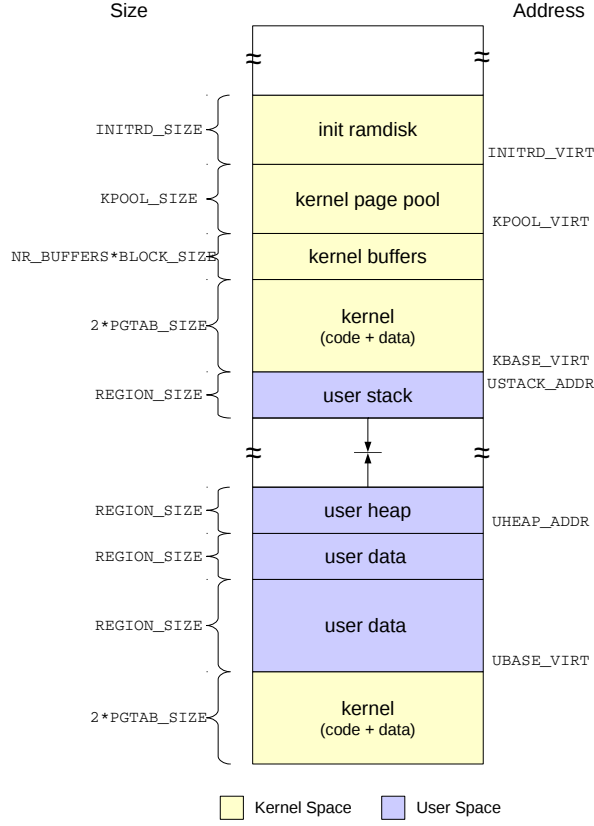 Size
Address
init ramdisk
INITRD_SIZE
INITRD_VIRT
kernel page pool
KPOOL_SIZE
KPOOL_VIRT
kernel buffers
NR_BUFFERS*BLOCK_SIZE
kernel
(code + data)
2*PGTAB_SIZE
KBASE_VIRT
USTACK_ADDR
user stack
REGION_SIZE
user heap
REGION_SIZE
UHEAP_ADDR
user data
REGION_SIZE
user data
REGION_SIZE
UBASE_VIRT
kernel
(code + data)
2*PGTAB_SIZE
Kernel Space
User Space